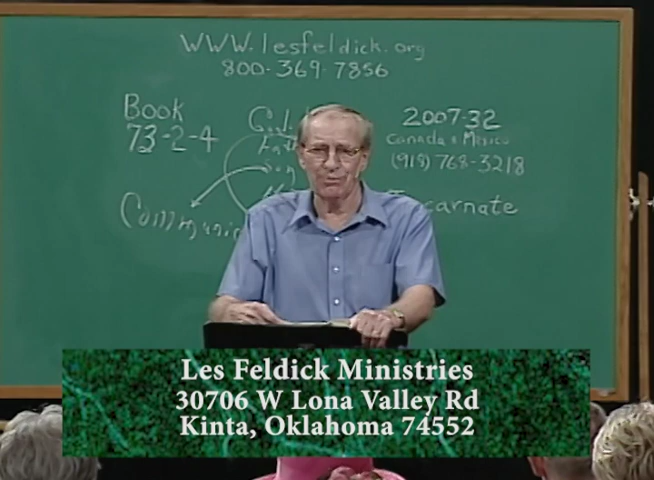 WWW.lesfeldick.org
800-369-7856
Book
73-2-4
2007-32
Canada & Mexico
(918) 768-3218
Son
Les Feldick Ministries
30706 W Lona Valley Rd
Kinta, Oklahoma 74552